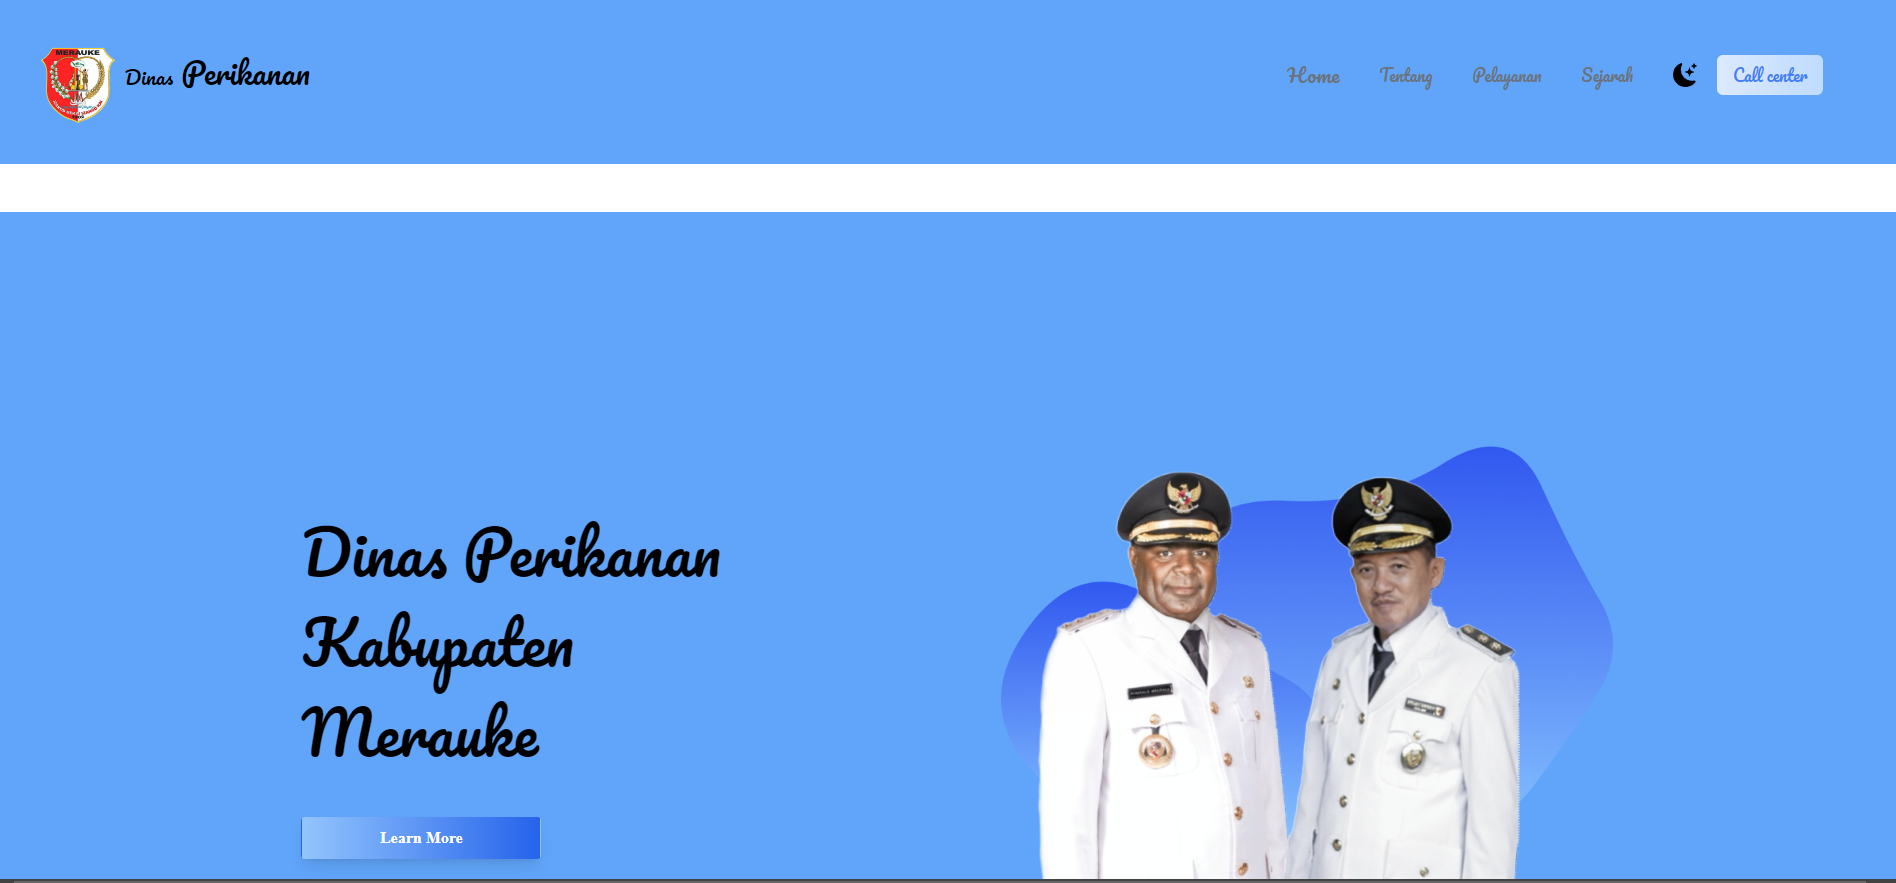 MERAUKE
Dinas Perikanan
Home
Tentang
Pelayanan
Sejarah
Call center
Dinas Perikanan
Kabupaten
Merauke
Learn More